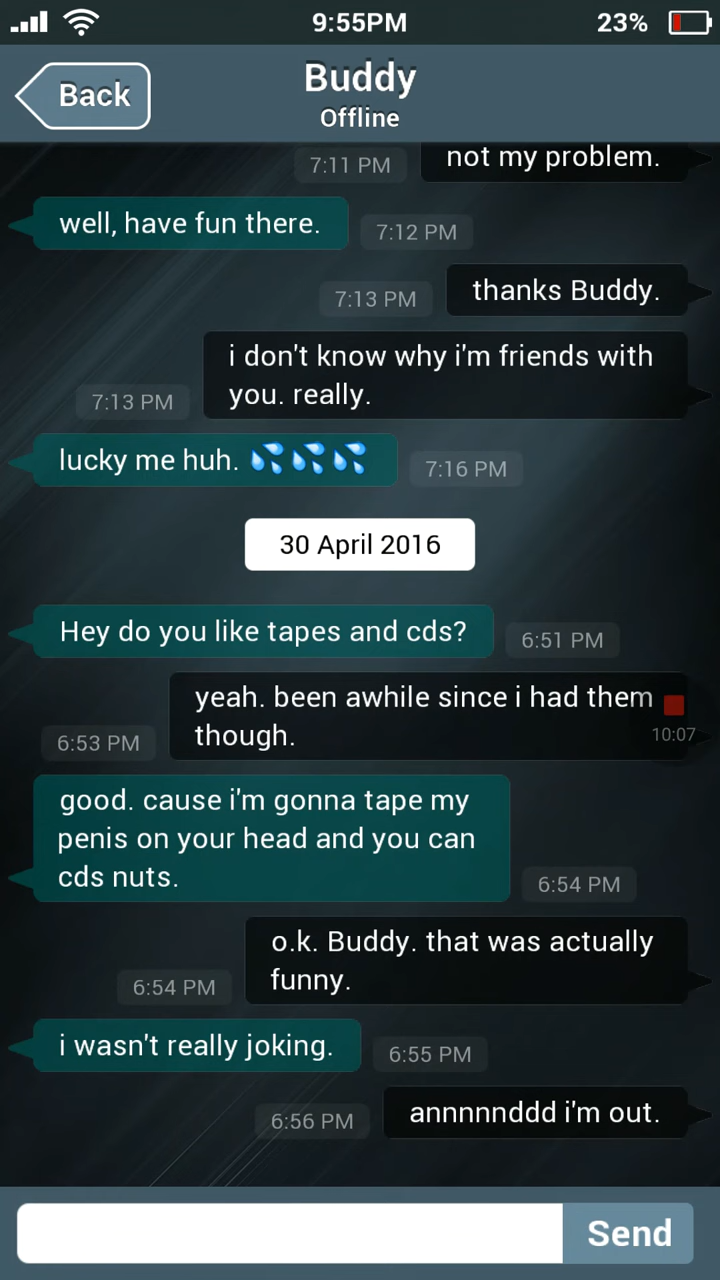 9:55PM
23%
Back
Buddy
Offline
7:11 PM
not my problem.
well, have fun there.
7:12 PM
7:13 PM
thanks Buddy.
i don't know why i'm friends with
you. really.
7:13 PM
lucky me huh. 💦💦💦
7:16 PM
30 April 2016
Hey do you like tapes and cds?
6:51 PM
yeah. been awhile since i had them
though.
6:53 PM
10:07
good. cause i'm gonna tape my
penis on your head and you can
cds nuts.
6:54 PM
o.k. Buddy. that was actually
funny.
6:54 PM
i wasn't really joking.
6:55 PM
6:56 PM
annnnnddd i'm out.
Send